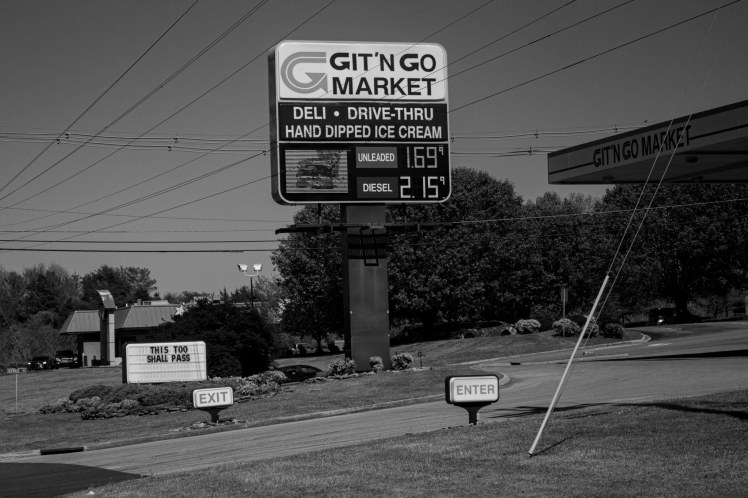 GIT'N GO
MARKET
DELI • DRIVE-THRU
HAND DIPPED ICE CREAM
UNLEADED 1.69⁹
DIESEL 2.15⁹
GIT'N GO MARKET
THIS TOO
SHALL PASS
EXIT
ENTER